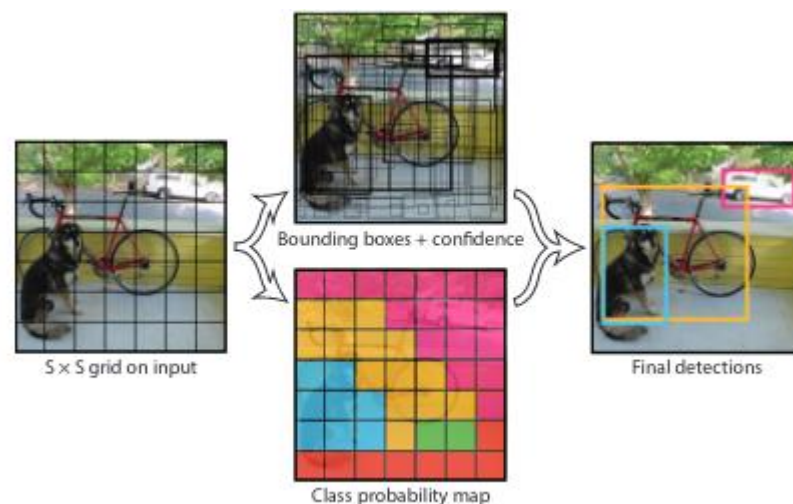 Bounding boxes + confidence
S × S grid on input
Final detections
Class probability map